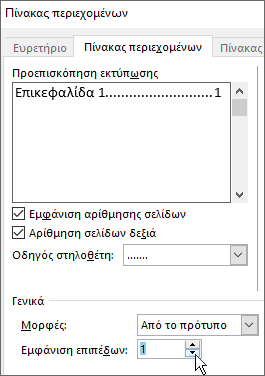 Πίνακας περιεχομένων
Ευρετήριο Πίνακας περιεχομένων Πίνακας
Προεπισκόπηση εκτύπωσης
Επικεφαλίδα 1...........................1
Εμφάνιση αρίθμησης σελίδων
Αρίθμηση σελίδων δεξιά
Οδηγός στηλοθέτη: .......
Γενικά
Μορφές: Από το πρότυπο
Εμφάνιση επιπέδων: 1